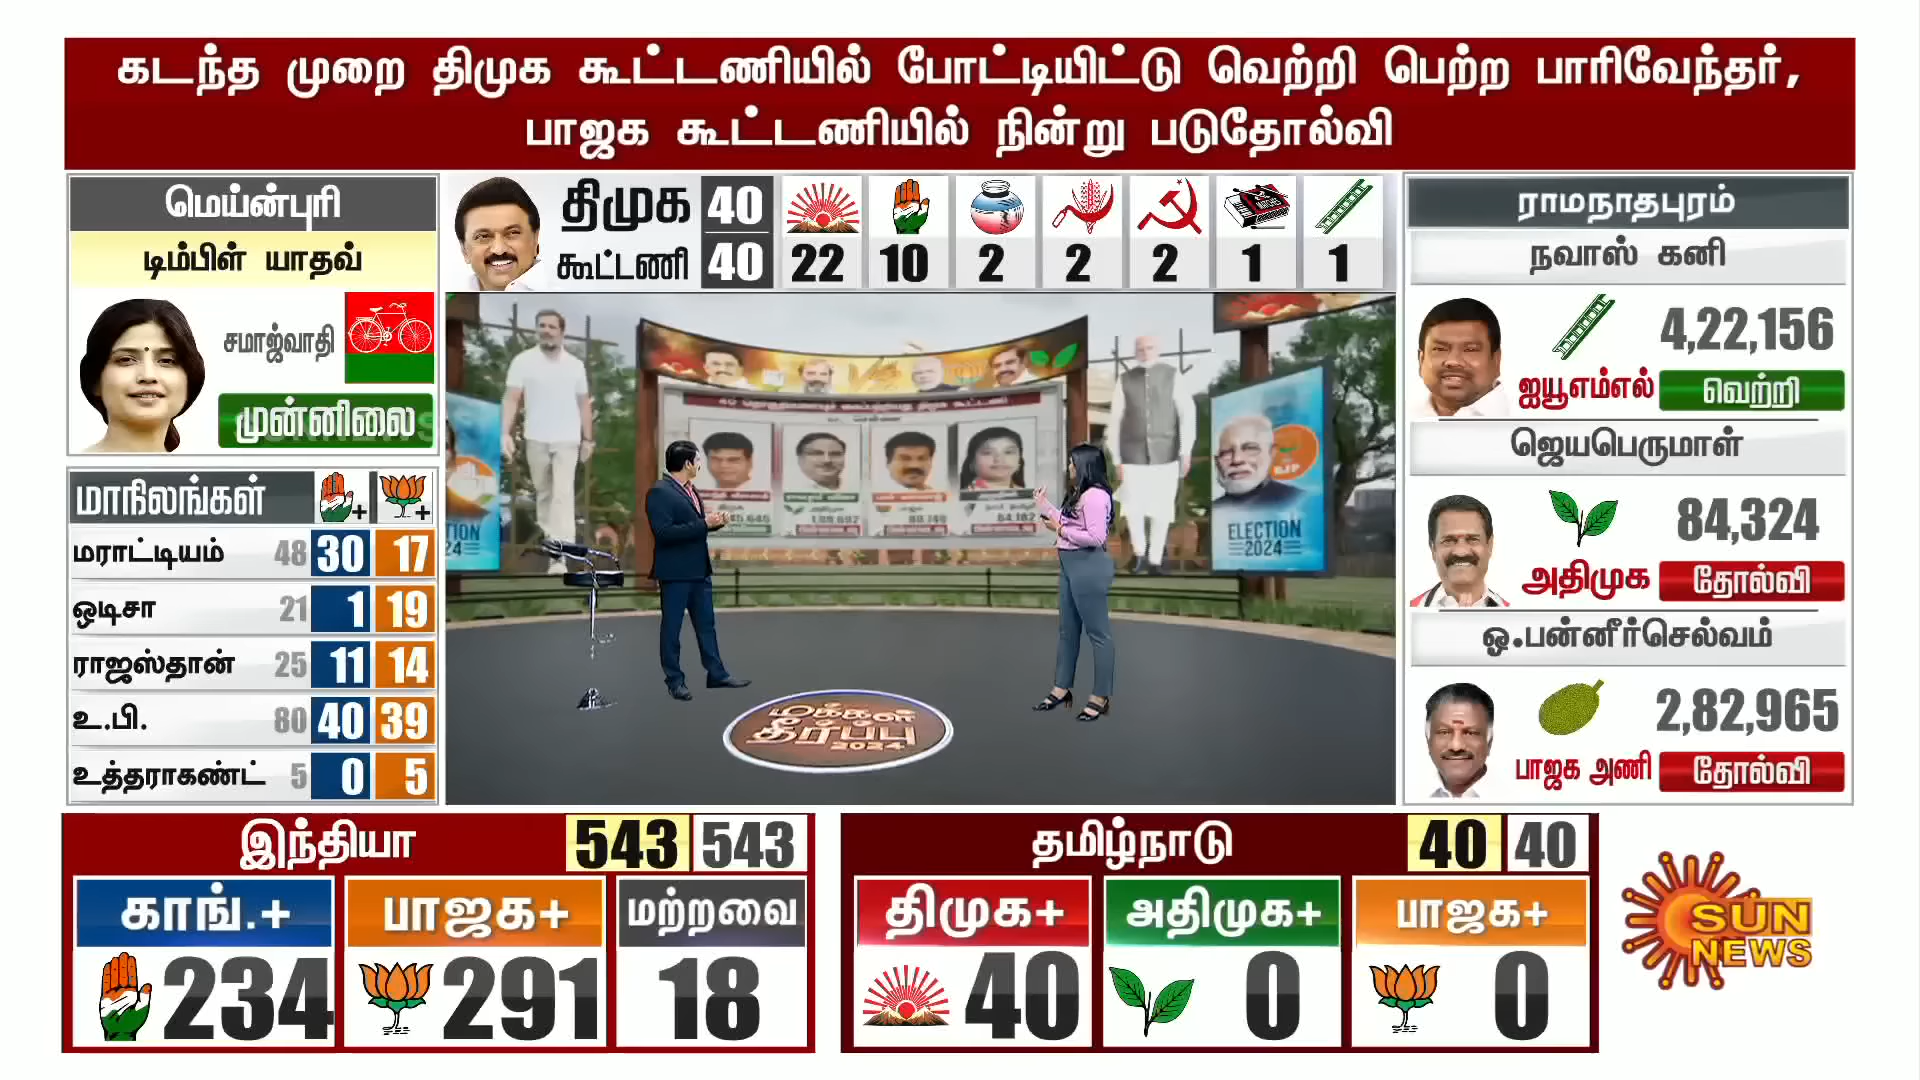 கடந்த முறை திமுக கூட்டணியில் போட்டியிட்டு வெற்றி பெற்ற பாரிவேந்தர்,
பாஜக கூட்டணியில் நின்று படுதோல்வி
மெய்ன்புரி
டிம்பிள் யாதவ்
சமாஜ்வாதி
முன்னிலை
திமுக 40
கூட்டணி 40 22 10 2 2 2 1 1
ராமநாதபுரம்
நவாஸ் கனி
4,22,156
ஐயூஎம்எல் வெற்றி
ஜெயபெருமாள்
84,324
அதிமுக தோல்வி
ஓ.பன்னீர்செல்வம்
2,82,965
பாஜக அணி தோல்வி
மாநிலங்கள் + +
மராட்டியம் 48 30 17
ஒடிசா 21 1 19
ராஜஸ்தான் 25 11 14
உ.பி. 80 40 39
உத்தராகண்ட் 5 0 5
BJP
ELECTION
2024
மக்கள்
தீர்ப்பு
2024
இந்தியா 543 543
காங்.+ பாஜக+ மற்றவை
234 291 18
தமிழ்நாடு 40 40
திமுக+ அதிமுக+ பாஜக+
40 0 0
SUN
NEWS